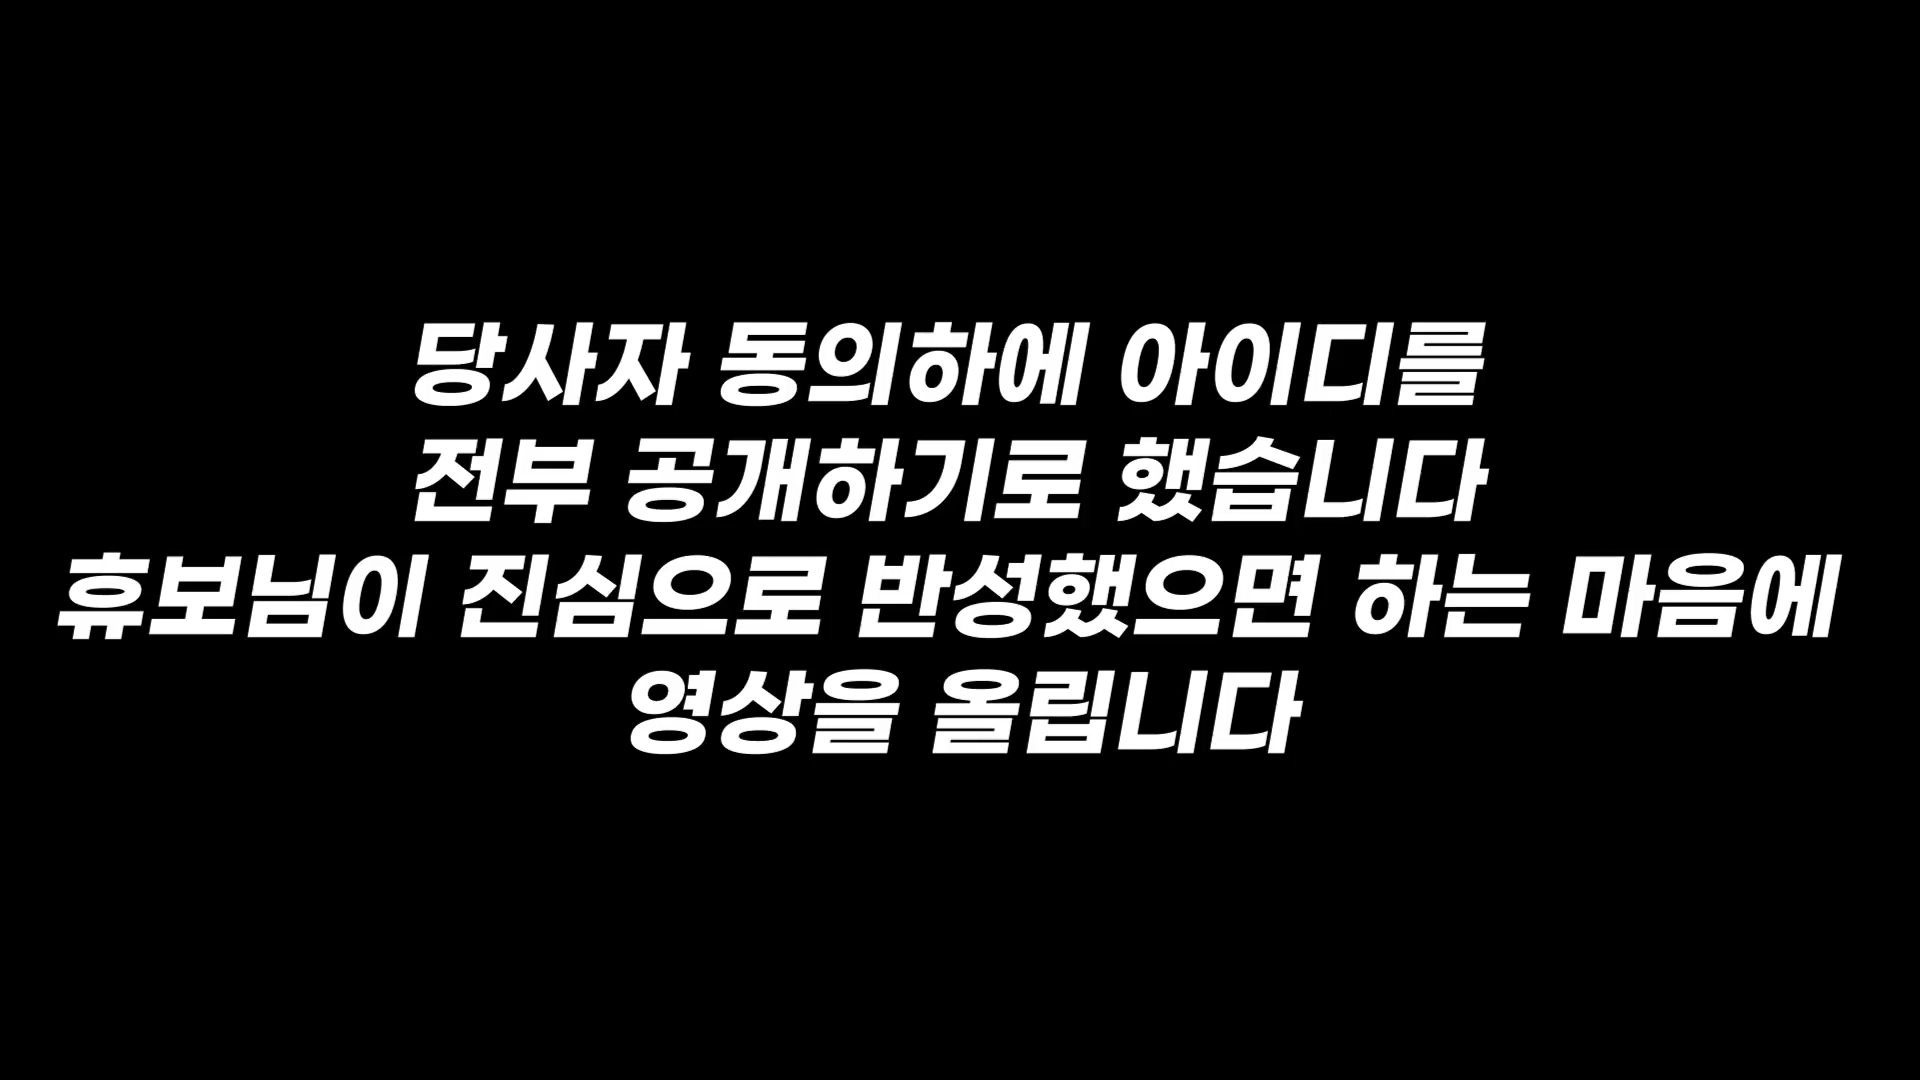 당사자 동의하에 아이디를
전부 공개하기로 했습니다
휴보님이 진심으로 반성했으면 하는 마음에
영상을 올립니다